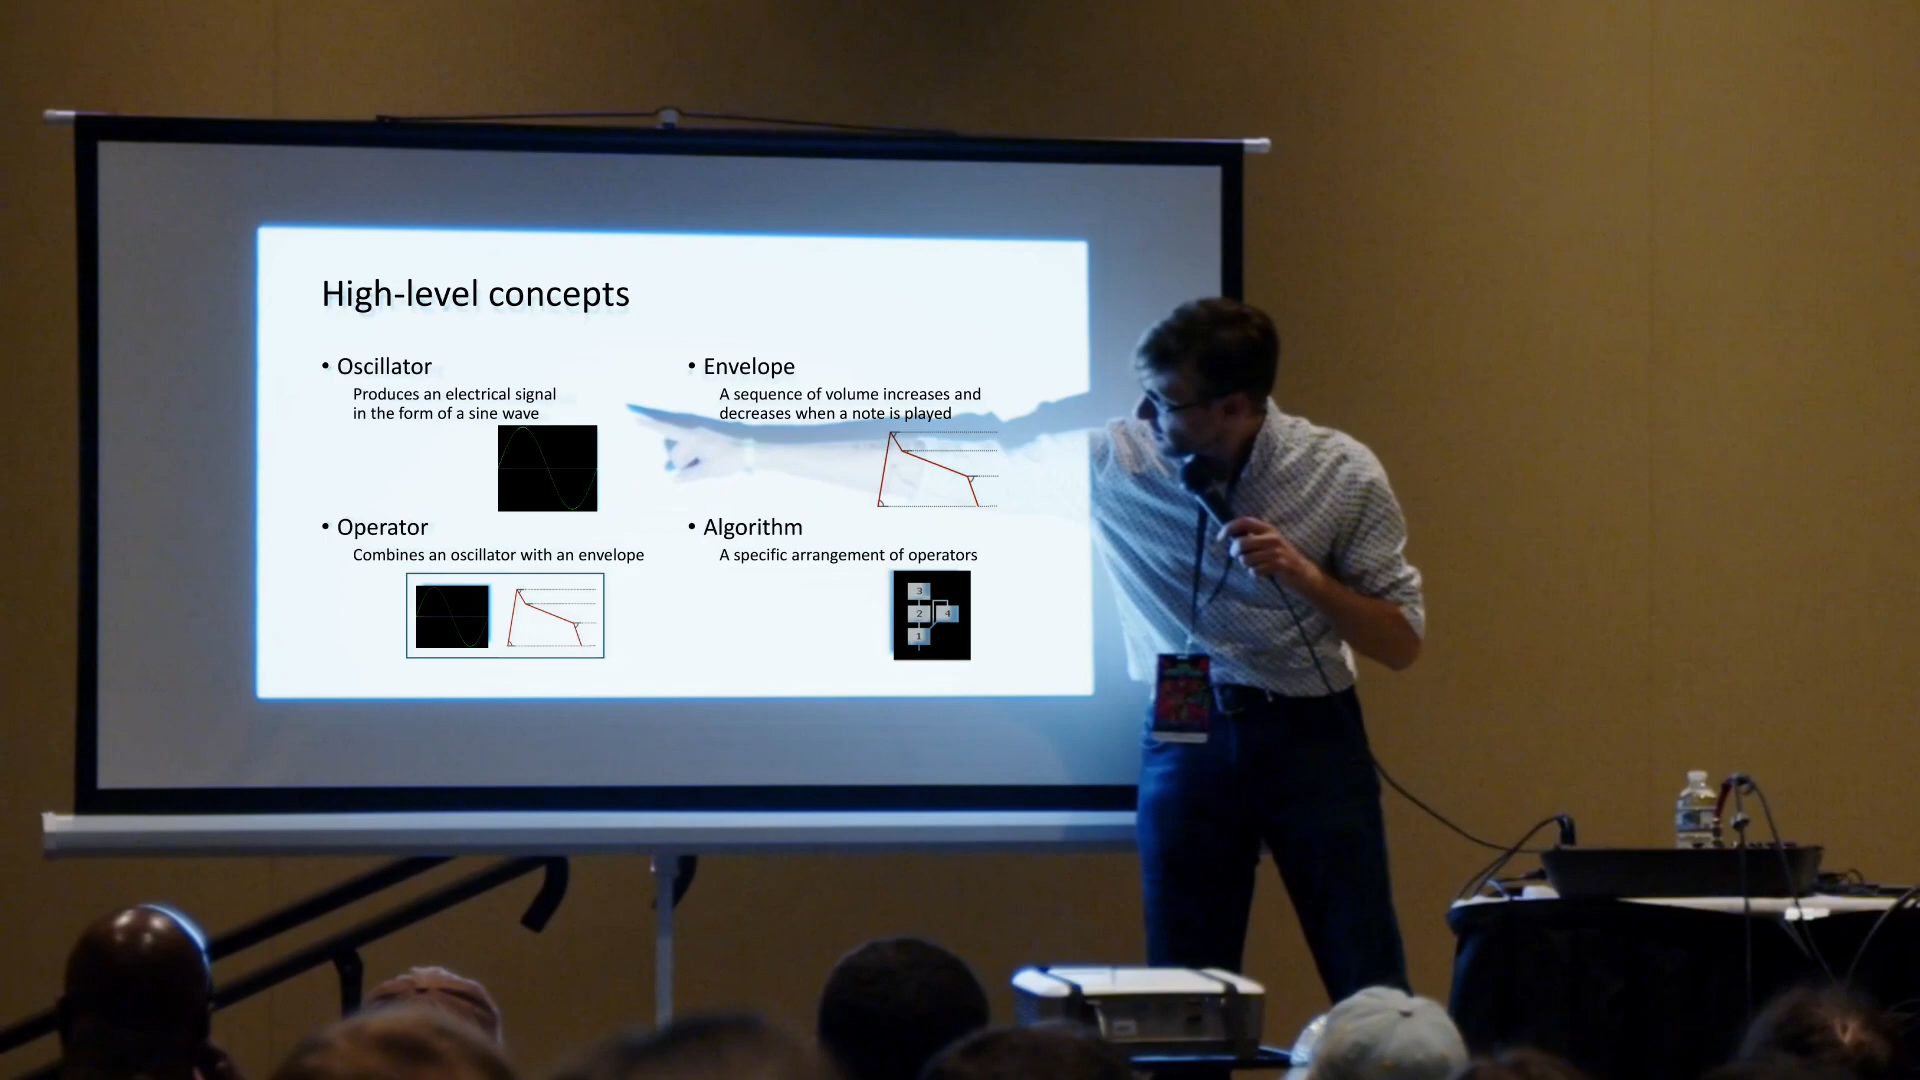 High-level concepts
• Oscillator
Produces an electrical signal
in the form of a sine wave
• Envelope
A sequence of volume increases and
decreases when a note is played
• Operator
Combines an oscillator with an envelope
• Algorithm
A specific arrangement of operators
3
2 4
1